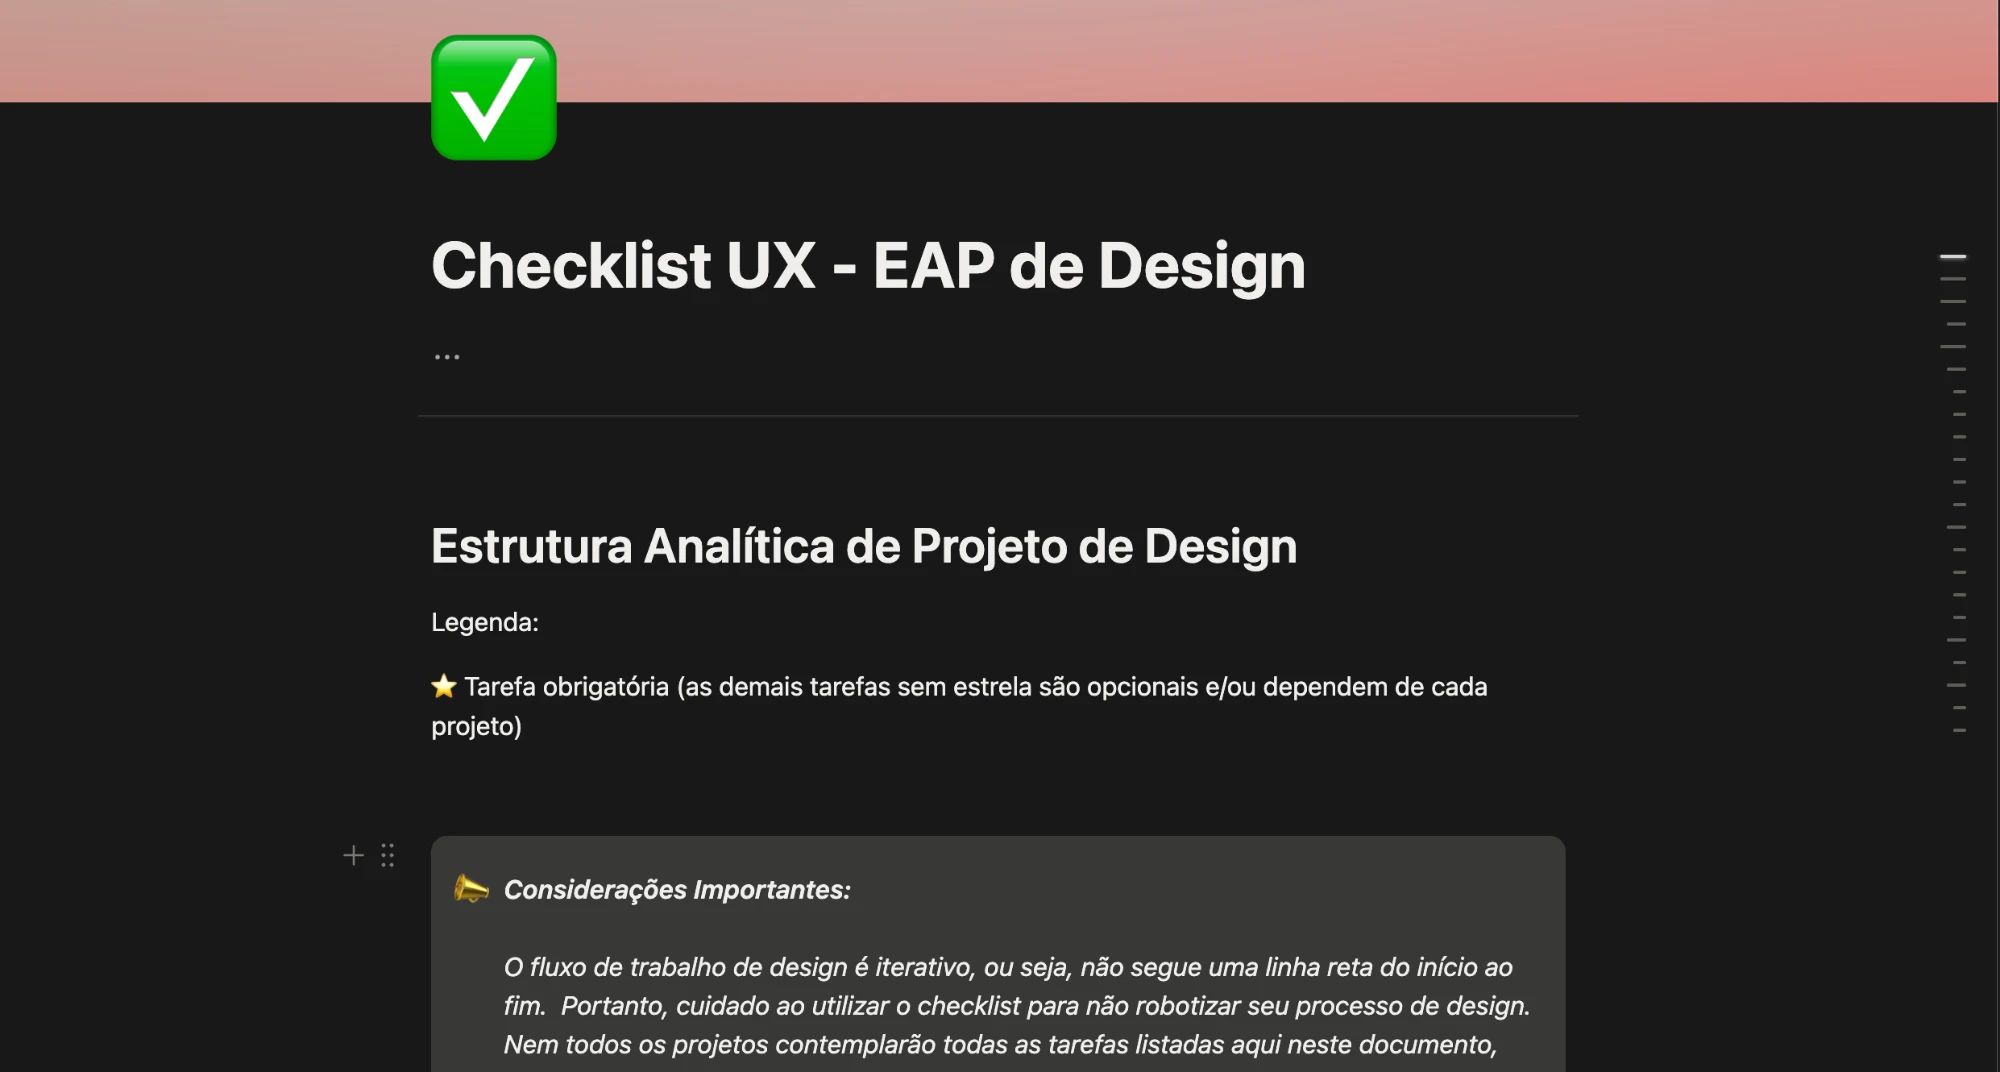 Checklist UX - EAP de Design
...
Estrutura Analítica de Projeto de Design
Legenda:
⭐ Tarefa obrigatória (as demais tarefas sem estrela são opcionais e/ou dependem de cada
projeto)
Considerações Importantes:
O fluxo de trabalho de design é iterativo, ou seja, não segue uma linha reta do início ao
fim.  Portanto, cuidado ao utilizar o checklist para não robotizar seu processo de design.
Nem todos os projetos contemplarão todas as tarefas listadas aqui neste documento,